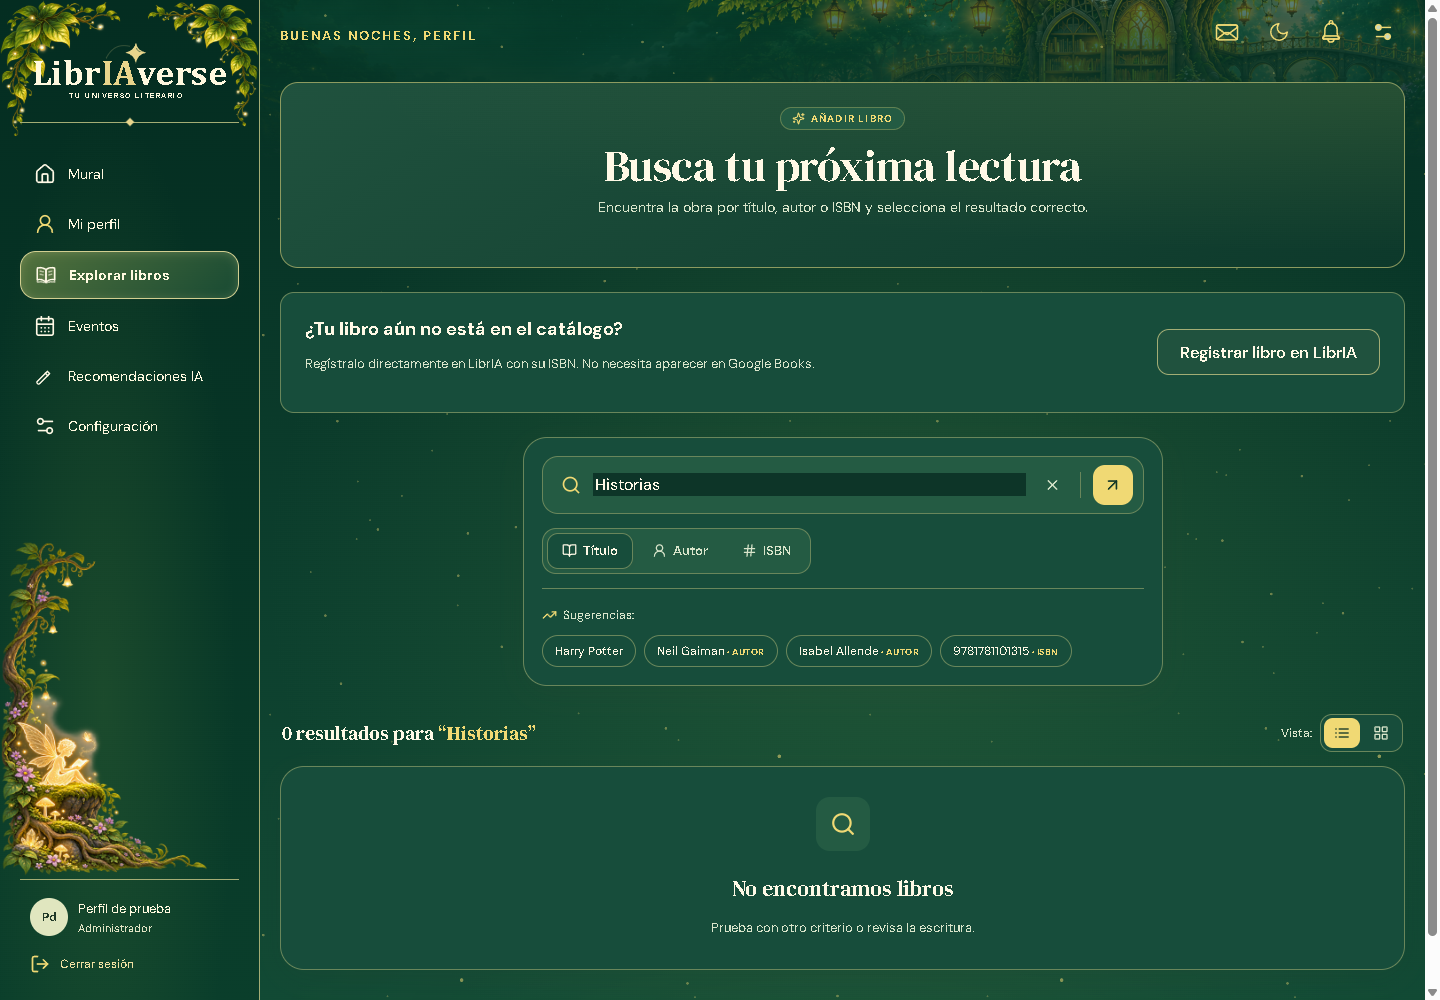 LibrIAverse
TU UNIVERSO LITERARIO
Mural
Mi perfil
Explorar libros
Eventos
Recomendaciones IA
Configuración
Pd
Perfil de prueba
Administrador
Cerrar sesión
BUENAS NOCHES, PERFIL
AÑADIR LIBRO
Busca tu próxima lectura
Encuentra la obra por título, autor o ISBN y selecciona el resultado correcto.
¿Tu libro aún no está en el catálogo?
Regístralo directamente en LibrIA con su ISBN. No necesita aparecer en Google Books.
Registrar libro en LibrIA
Historias
Título Autor ISBN
Sugerencias:
Harry Potter Neil Gaiman · AUTOR Isabel Allende · AUTOR 9781781101315 · ISBN
0 resultados para “Historias”
Vista:
No encontramos libros
Prueba con otro criterio o revisa la escritura.